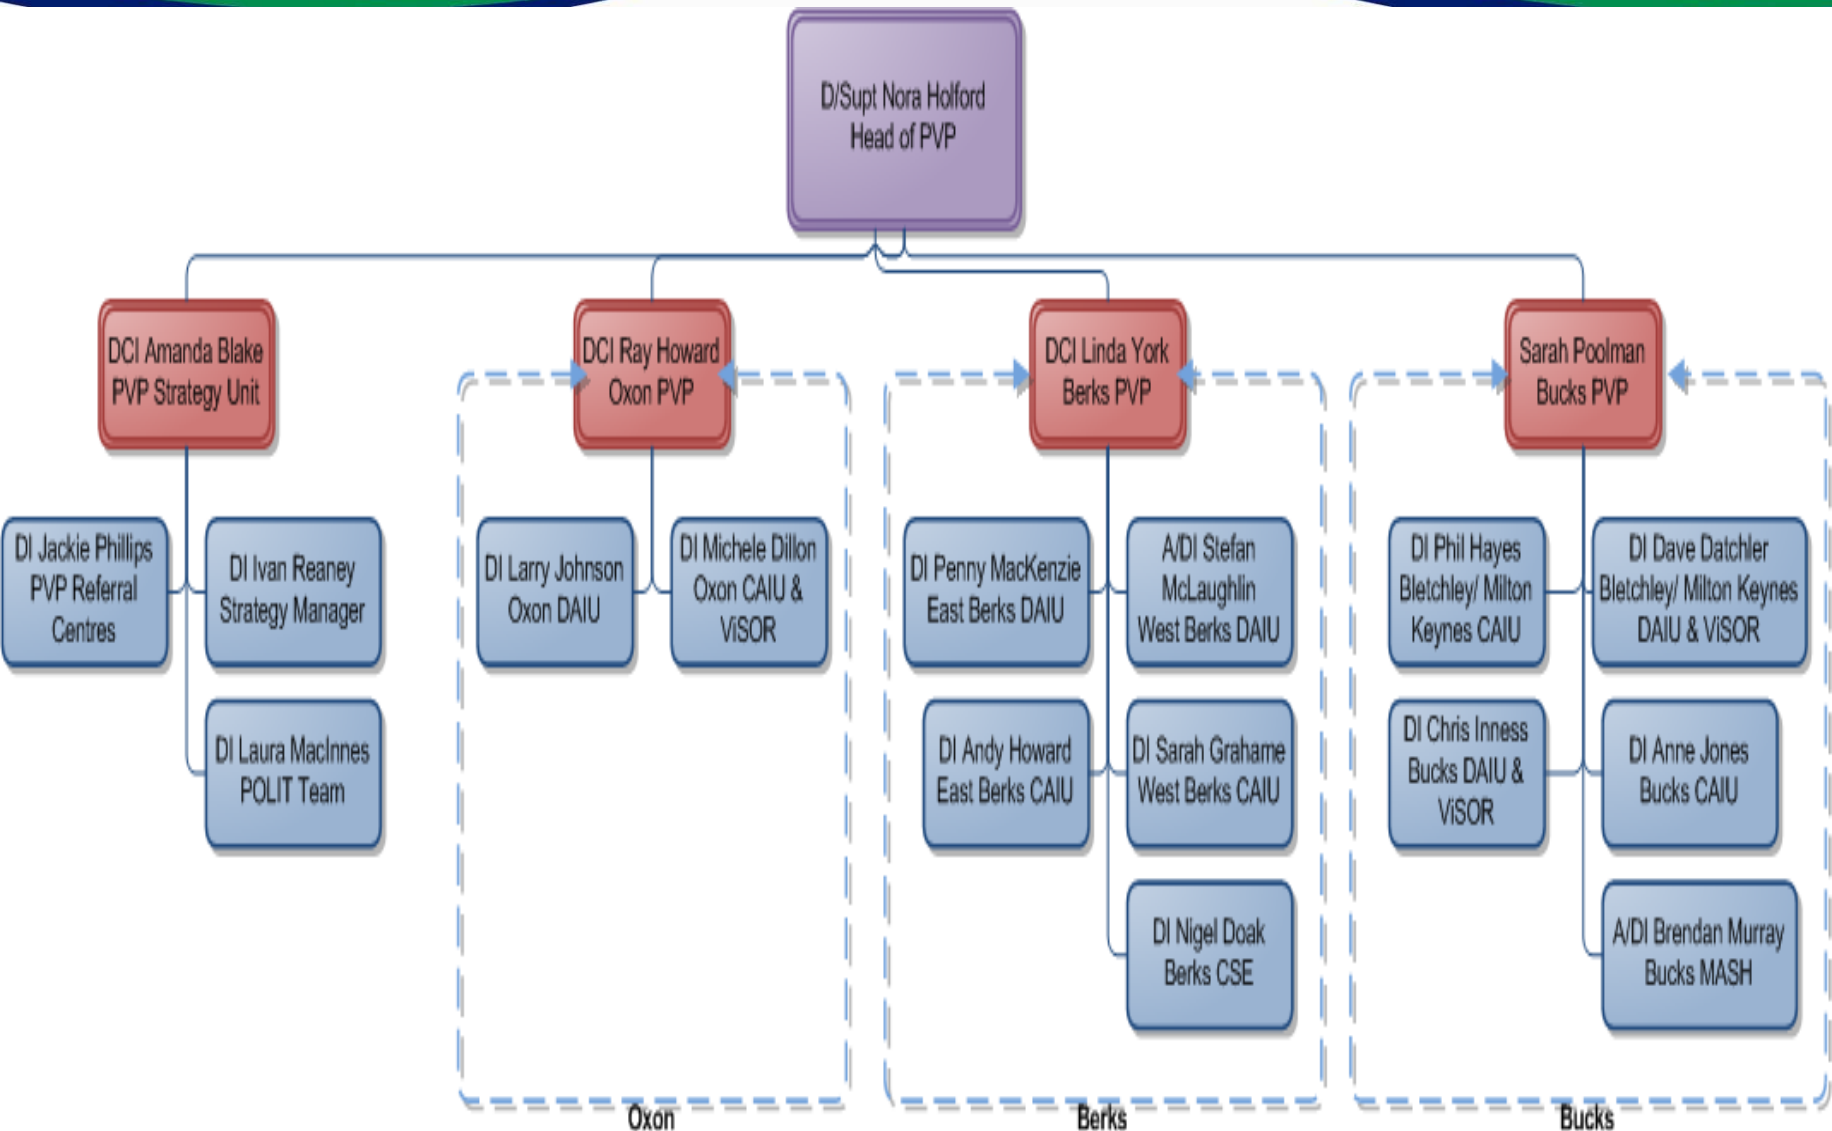 D/Supt Nora Holford
Head of PVP
DCI Amanda Blake
PVP Strategy Unit
DCI Ray Howard
Oxon PVP
DCI Linda York
Berks PVP
Sarah Poolman
Bucks PVP
DI Jackie Phillips
PVP Referral
Centres
DI Ivan Reaney
Strategy Manager
DI Laura MacInnes
POLIT Team
DI Larry Johnson
Oxon DAIU
DI Michele Dillon
Oxon CAIU &
ViSOR
DI Penny MacKenzie
East Berks DAIU
A/DI Stefan
McLaughlin
West Berks DAIU
DI Andy Howard
East Berks CAIU
DI Sarah Grahame
West Berks CAIU
DI Nigel Doak
Berks CSE
DI Phil Hayes
Bletchley/ Milton
Keynes CAIU
DI Dave Datchler
Bletchley/ Milton Keynes
DAIU & ViSOR
DI Chris Inness
Bucks DAIU &
ViSOR
DI Anne Jones
Bucks CAIU
A/DI Brendan Murray
Bucks MASH
Oxon
Berks
Bucks